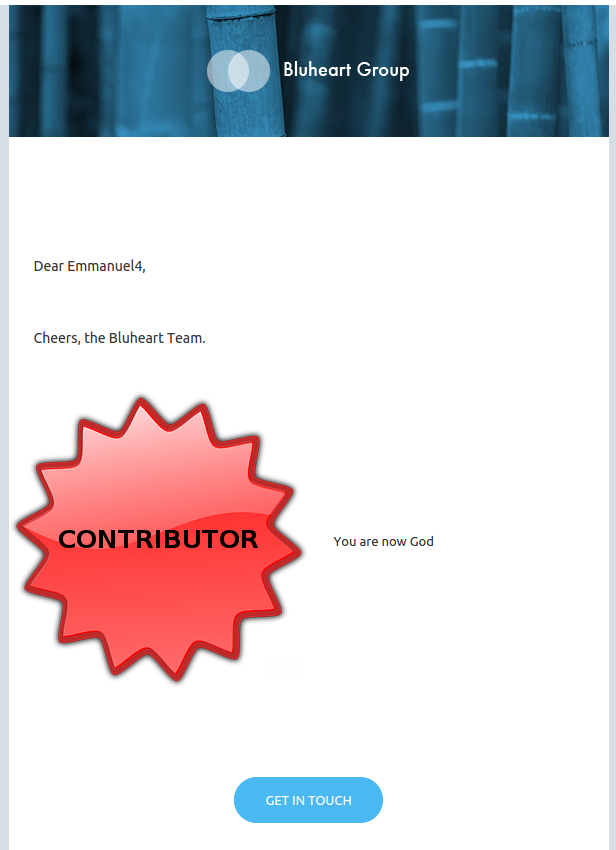 Bluheart Group
Dear Emmanuel4,
Cheers, the Bluheart Team.
CONTRIBUTOR
You are now God
GET IN TOUCH